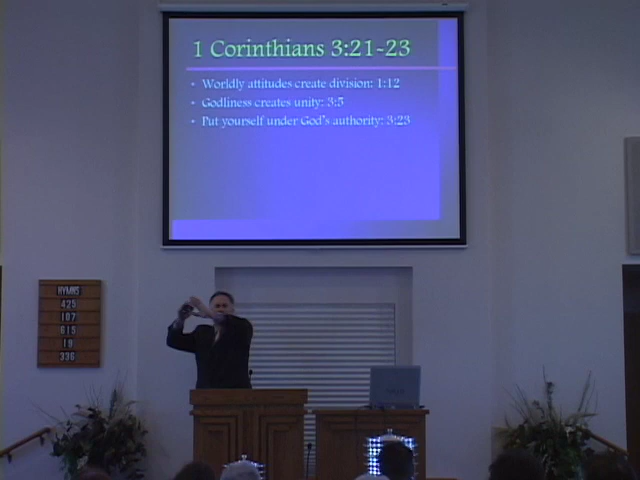 1 Corinthians 3:21-23
• Worldly attitudes create division: 1:12
• Godliness creates unity: 3:5
• Put yourself under God's authority: 3:23
HYMNS
425
107
615
19
336